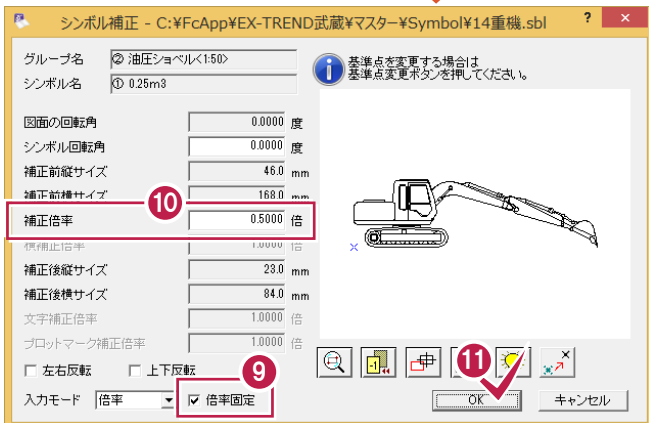 シンボル補正 - C:¥FcApp¥EX-TREND武蔵¥マスター¥Symbol¥14重機.sbl ? ×
グループ名 ② 油圧ショベル<1:50>
シンボル名 ① 0.25m3
基準点を変更する場合は
基準点変更ボタンを押してください。
図面の回転角 0.0000 度
シンボル回転角 0.0000 度
補正前縦サイズ 46.0 mm
補正前横サイズ 168.0 mm
⑩
補正倍率 0.5000 倍
横補正倍率 1.0000 倍
補正後縦サイズ 23.0 mm
補正後横サイズ 84.0 mm
文字補正倍率 1.0000 倍
プロットマーク補正倍率 1.0000 倍
左右反転 上下反転
⑨
入力モード 倍率 倍率固定
⑪
OK キャンセル